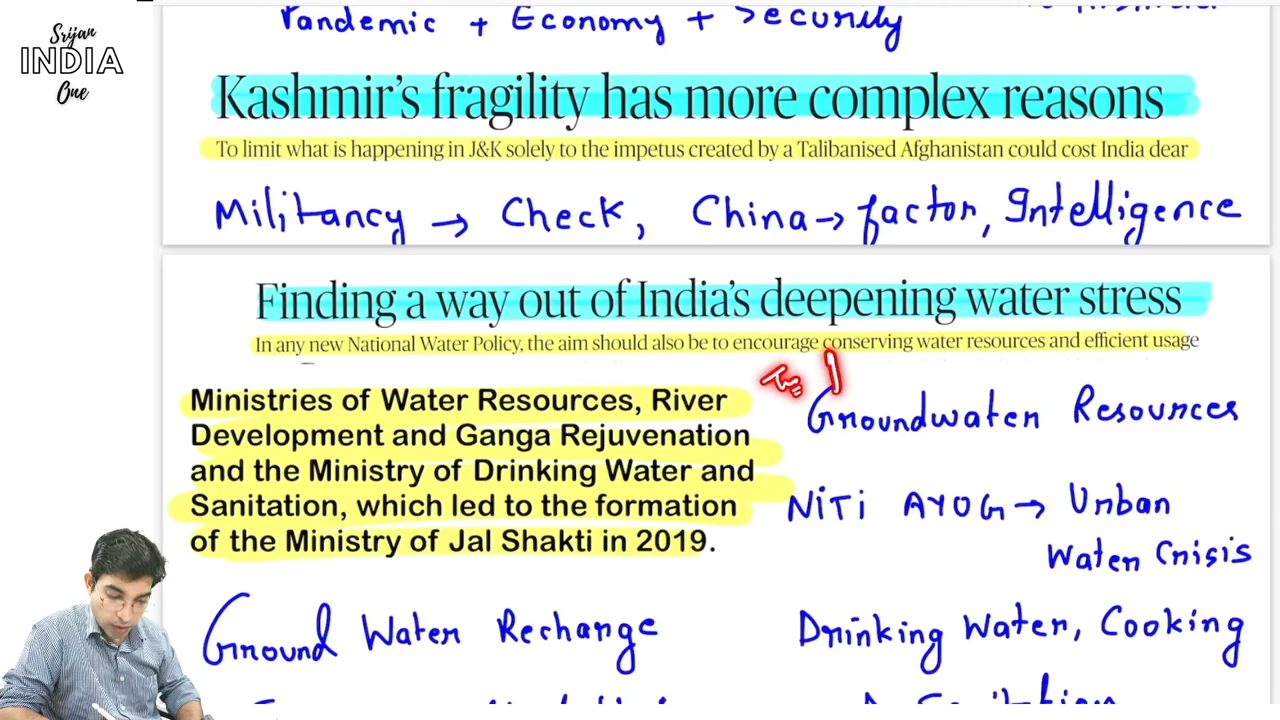 Srijan
INDIA
One
Pandemic + Economy + Security
Kashmir's fragility has more complex reasons
To limit what is happening in J&K solely to the impetus created by a Talibanised Afghanistan could cost India dear
Militancy → Check, China → factor, Intelligence
Finding a way out of India's deepening water stress
In any new National Water Policy, the aim should also be to encourage conserving water resources and efficient usage
Ministries of Water Resources, River
Development and Ganga Rejuvenation
and the Ministry of Drinking Water and
Sanitation, which led to the formation
of the Ministry of Jal Shakti in 2019.
Groundwater Resources
NITI AYOG → Urban
Water Crisis
Ground Water Recharge
Drinking Water, Cooking
Sanitation